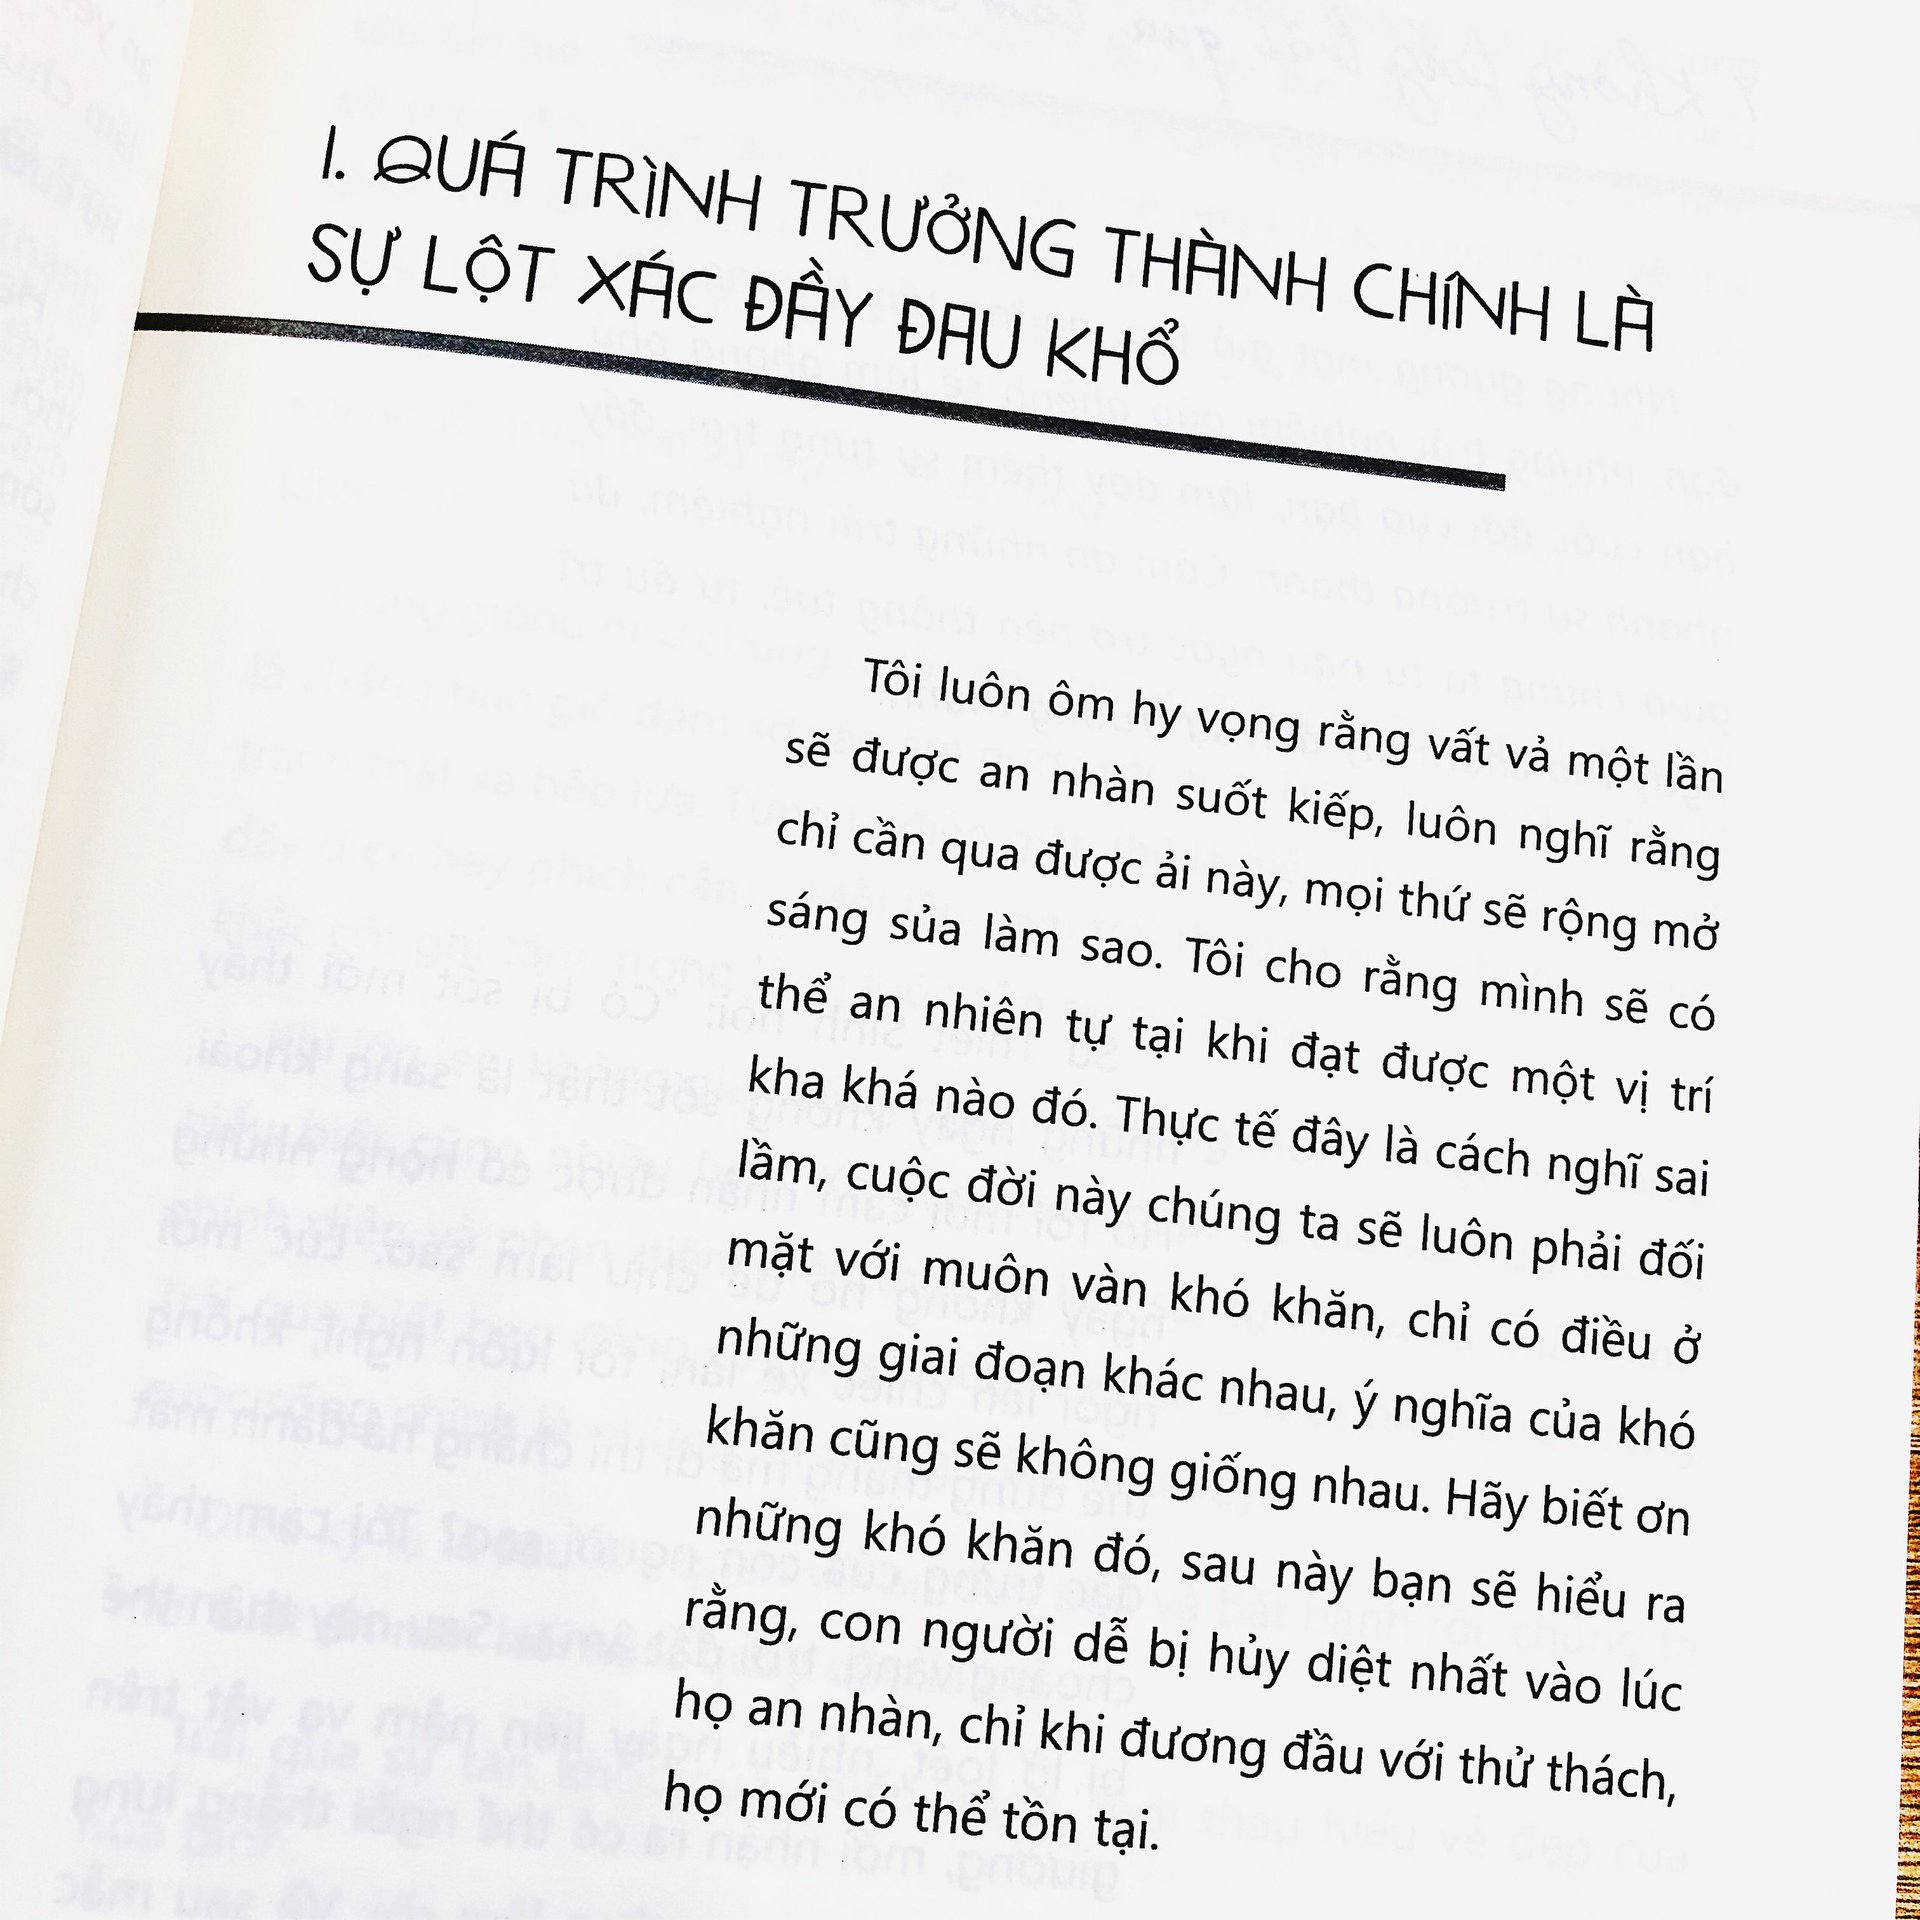 I. QUÁ TRÌNH TRƯỞNG THÀNH CHÍNH LÀ
SỰ LỘT XÁC ĐẦY ĐAU KHỔ
Tôi luôn ôm hy vọng rằng vất vả một lần
sẽ được an nhàn suốt kiếp, luôn nghĩ rằng
chỉ cần qua được ải này, mọi thứ sẽ rộng mở
sáng sủa làm sao. Tôi cho rằng mình sẽ có
thể an nhiên tự tại khi đạt được một vị trí
kha khá nào đó. Thực tế đây là cách nghĩ sai
lầm, cuộc đời này chúng ta sẽ luôn phải đối
mặt với muôn vàn khó khăn, chỉ có điều ở
những giai đoạn khác nhau, ý nghĩa của khó
khăn cũng sẽ không giống nhau. Hãy biết ơn
những khó khăn đó, sau này bạn sẽ hiểu ra
rằng, con người dễ bị hủy diệt nhất vào lúc
họ an nhàn, chỉ khi đương đầu với thử thách,
họ mới có thể tồn tại.